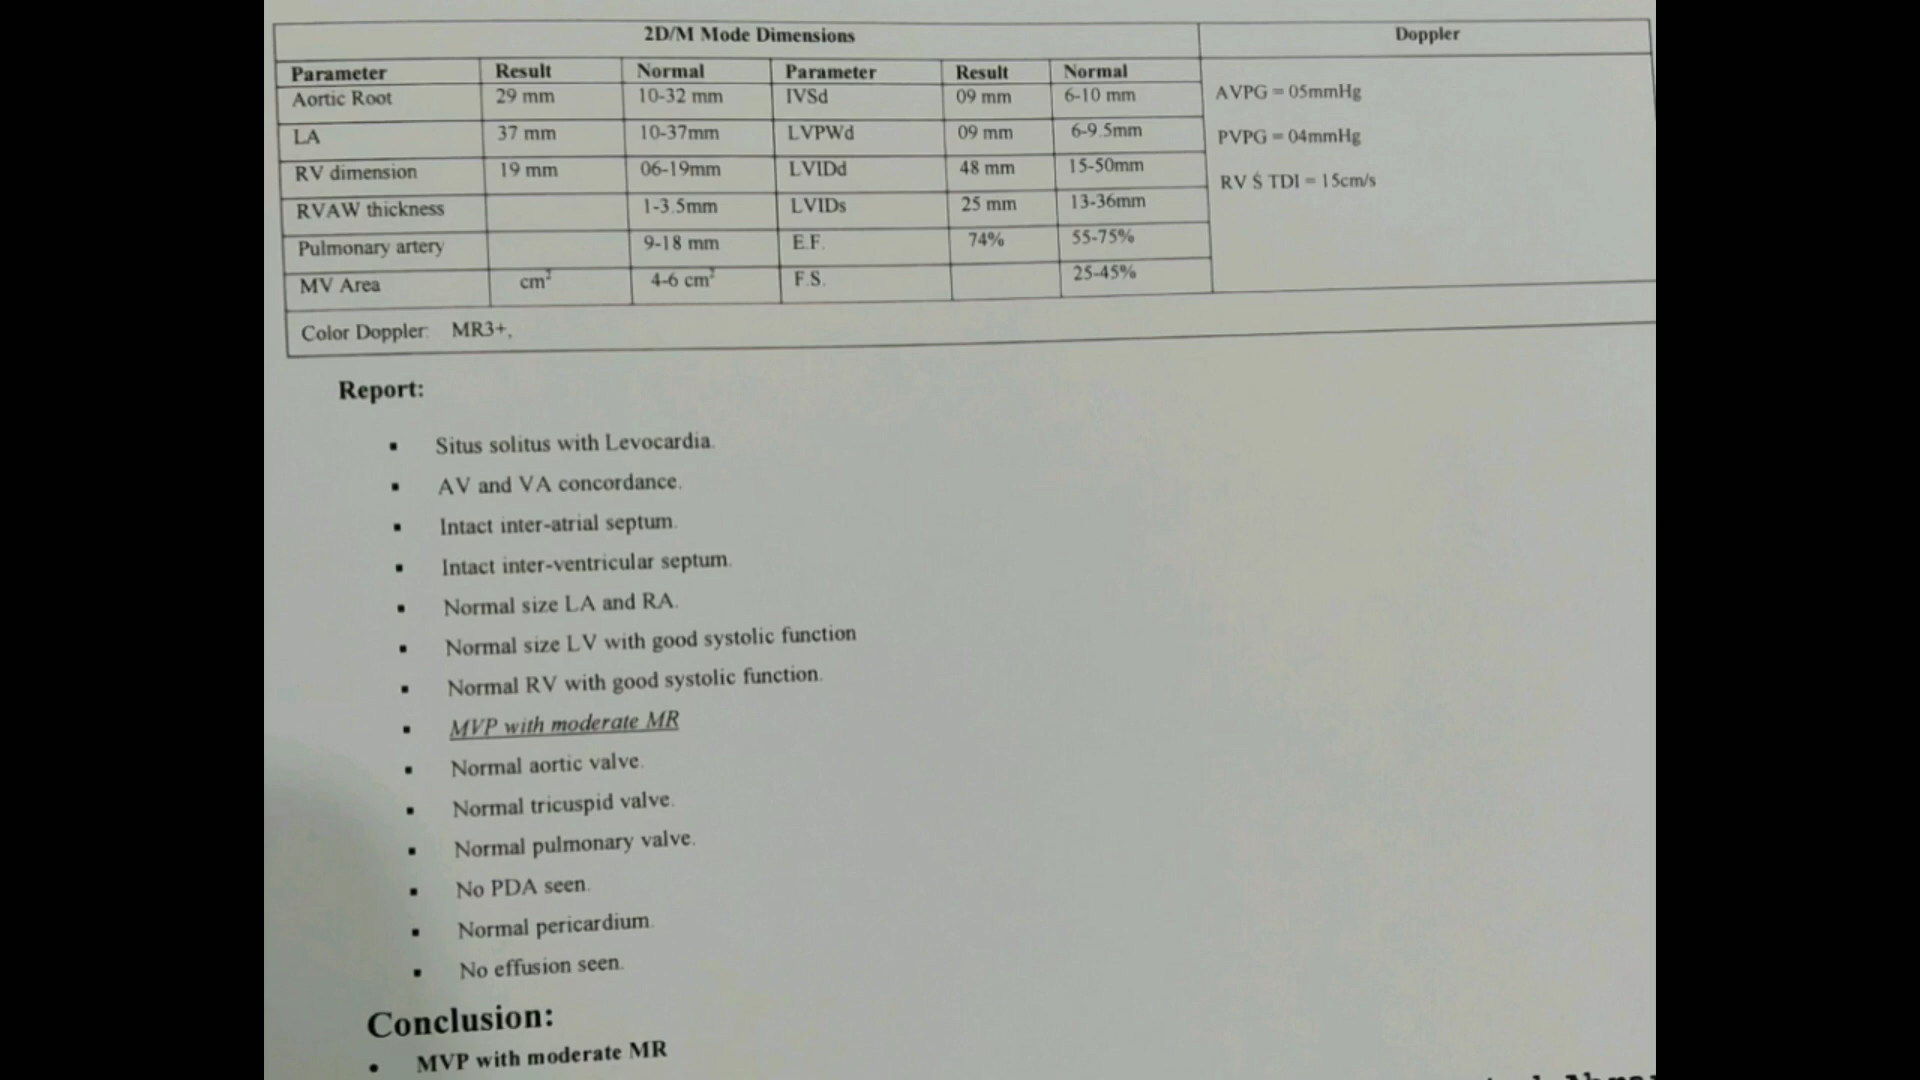 2D/M Mode Dimensions Doppler
Parameter Result Normal Parameter Result Normal
Aortic Root 29 mm 10-32 mm IVSd 09 mm 6-10 mm AVPG = 05mmHg
LA 37 mm 10-37mm LVPWd 09 mm 6-9.5mm PVPG = 04mmHg
RV dimension 19 mm 06-19mm LVIDd 48 mm 15-50mm RV Ś TDI = 15cm/s
RVAW thickness 1-3.5mm LVIDs 25 mm 13-36mm
Pulmonary artery 9-18 mm E.F. 74% 55-75%
MV Area cm² 4-6 cm² F.S. 25-45%
Color Doppler: MR3+,
Report:
▪ Situs solitus with Levocardia.
▪ AV and VA concordance.
▪ Intact inter-atrial septum.
▪ Intact inter-ventricular septum.
▪ Normal size LA and RA.
▪ Normal size LV with good systolic function
▪ Normal RV with good systolic function.
▪ MVP with moderate MR
▪ Normal aortic valve.
▪ Normal tricuspid valve.
▪ Normal pulmonary valve.
▪ No PDA seen.
▪ Normal pericardium.
▪ No effusion seen.
Conclusion:
• MVP with moderate MR